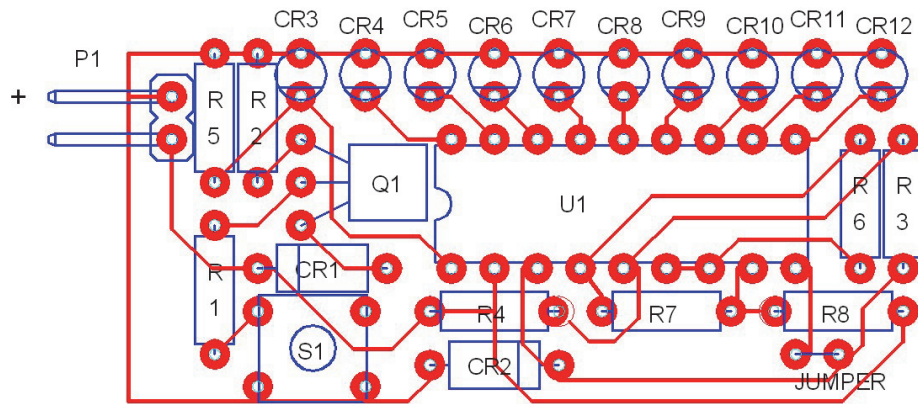 CR3 CR4 CR5 CR6 CR7 CR8 CR9 CR10 CR11 CR12
P1
+
R
5
R
2
Q1
U1
R
6
R
3
R
1
CR1
R4
R7
R8
S1
CR2
JUMPER